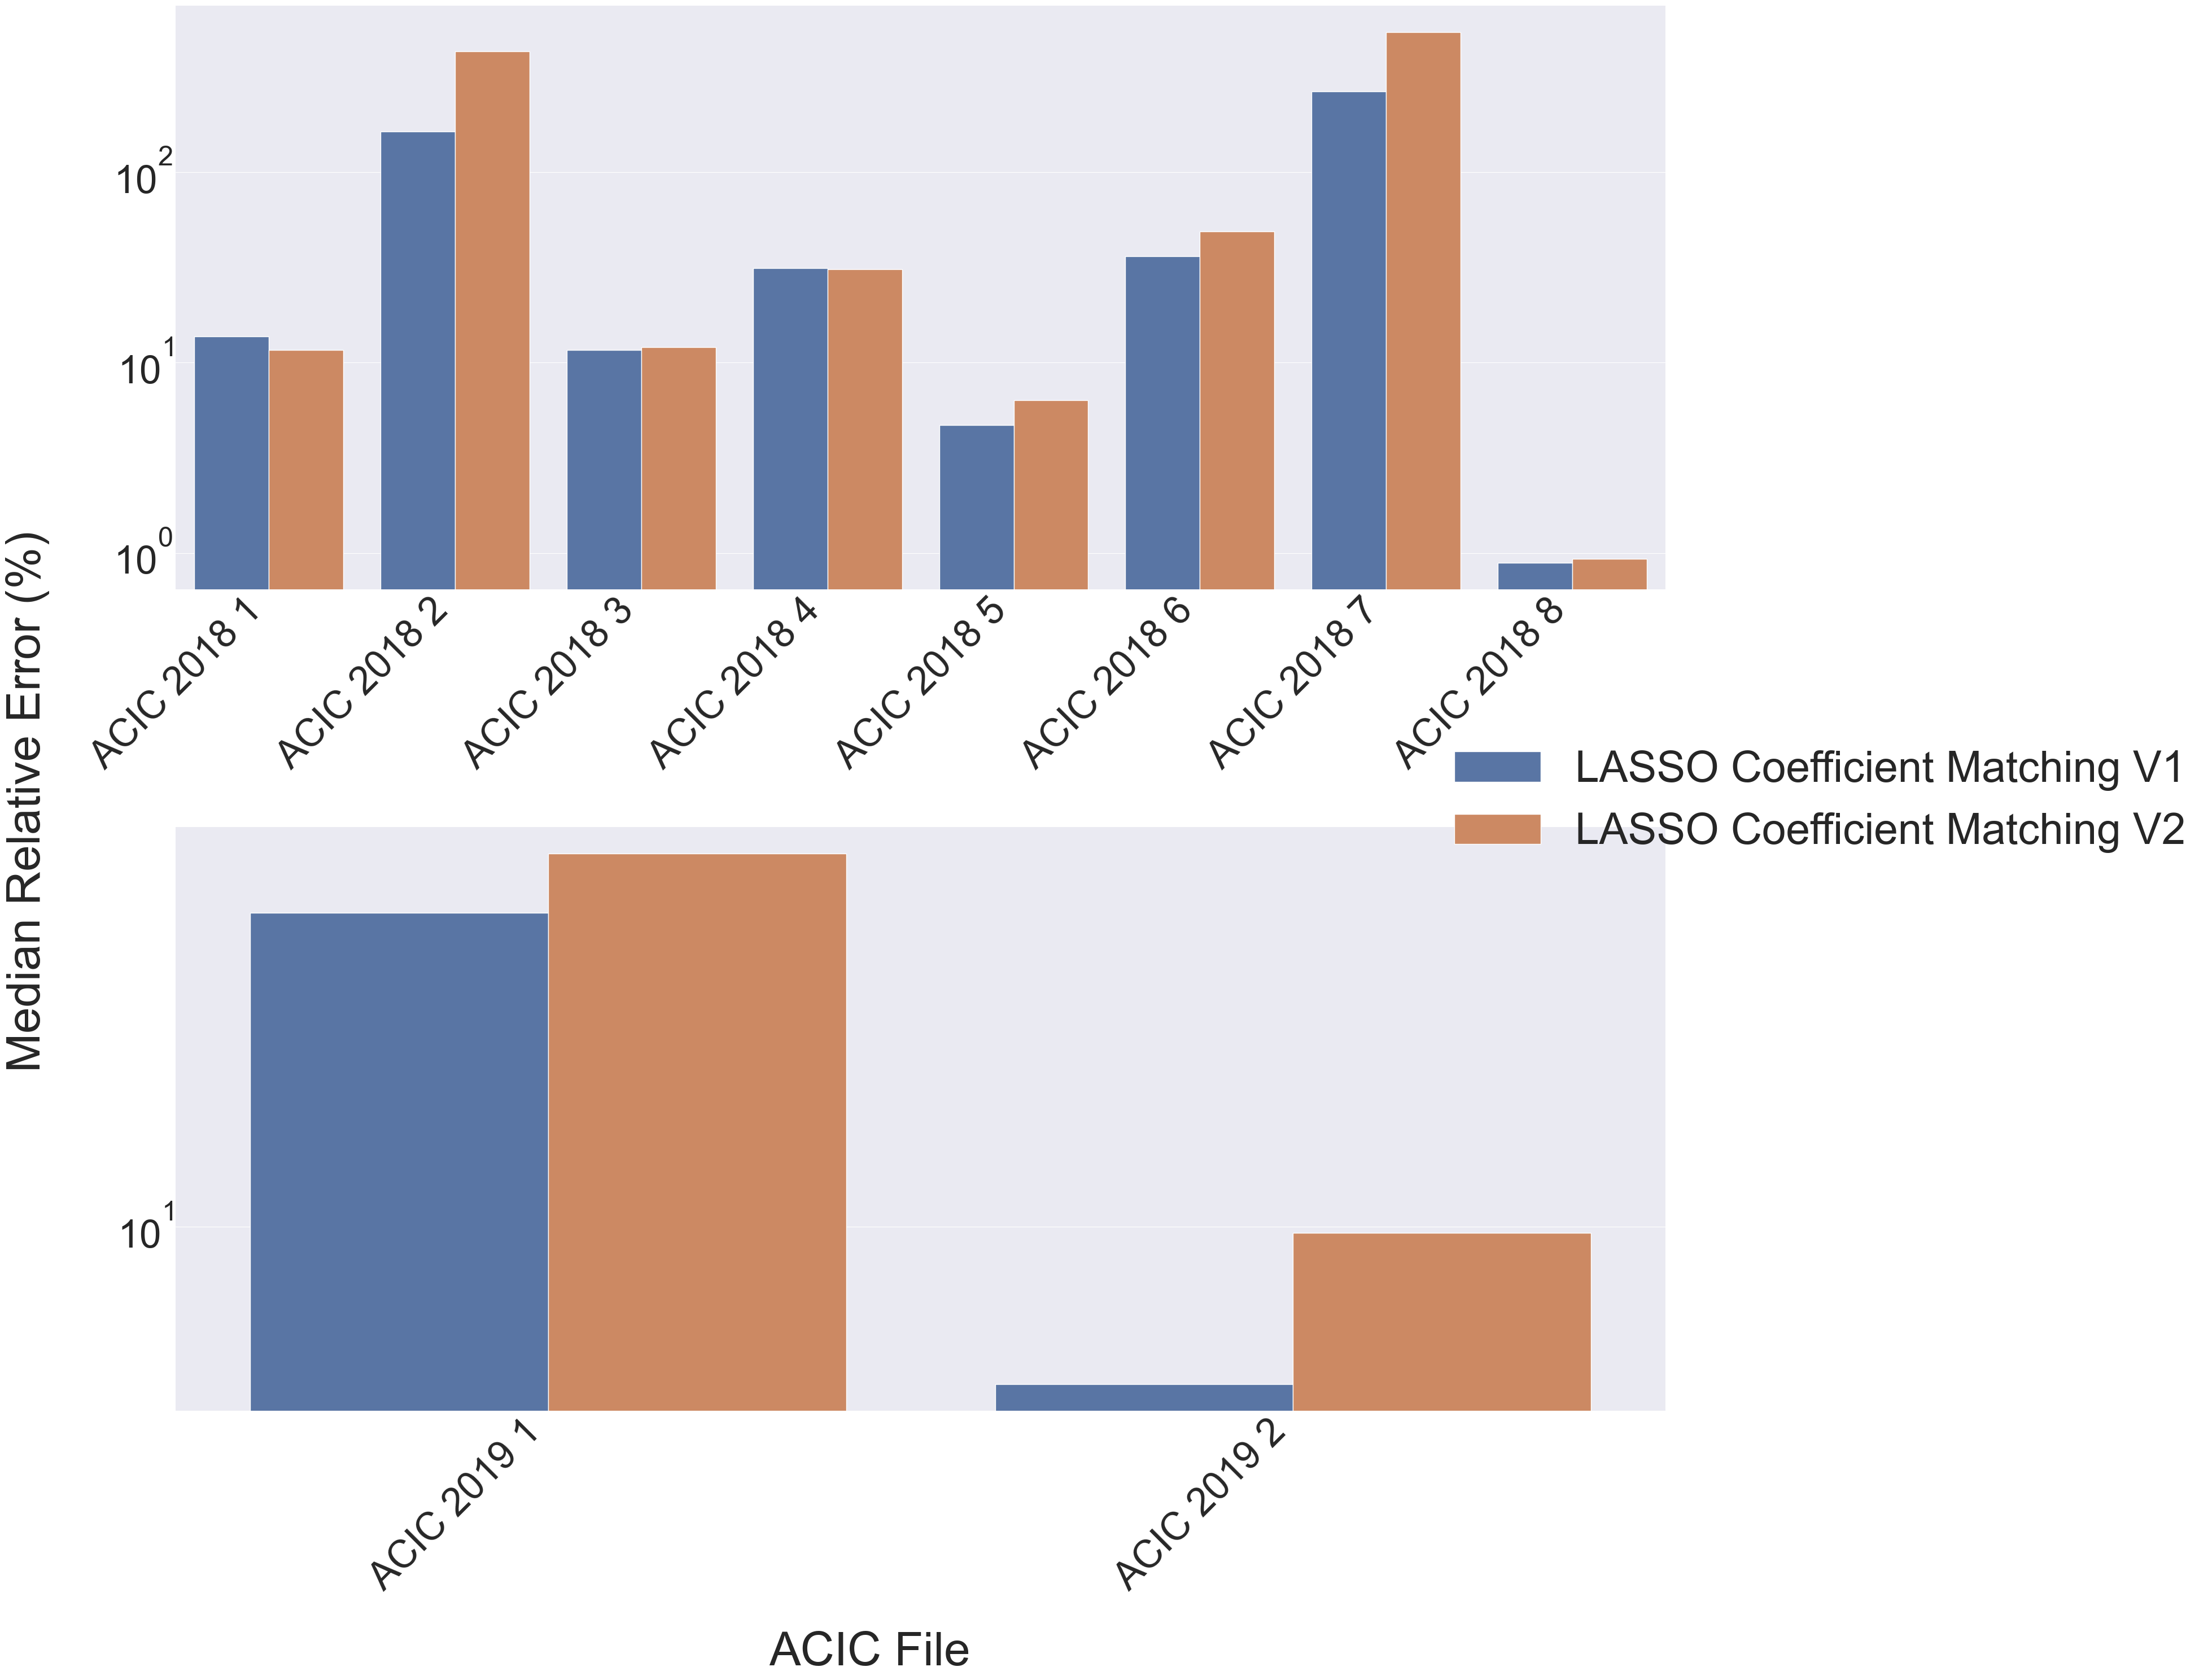 Median Relative Error (%)
10^2
10^1
10^0
ACIC 2018 1
ACIC 2018 2
ACIC 2018 3
ACIC 2018 4
ACIC 2018 5
ACIC 2018 6
ACIC 2018 7
ACIC 2018 8
LASSO Coefficient Matching V1
LASSO Coefficient Matching V2
10^1
ACIC 2019 1
ACIC 2019 2
ACIC File